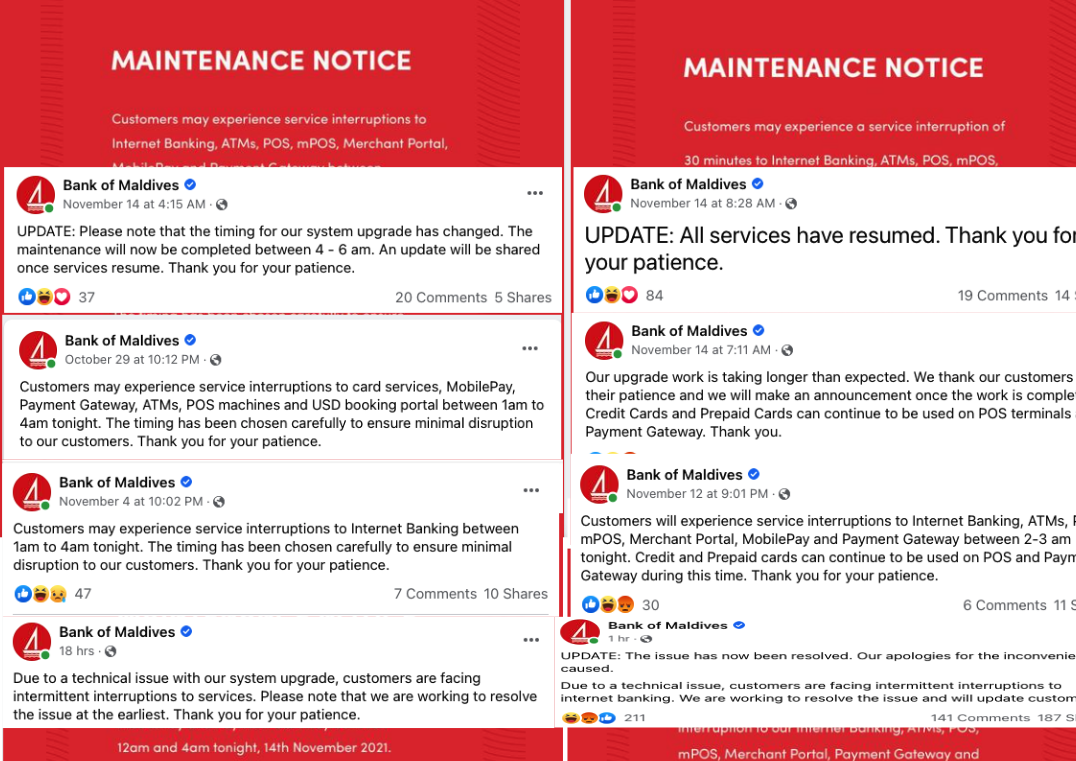 MAINTENANCE NOTICE
Customers may experience service interruptions to
Internet Banking, ATMs, POS, mPOS, Merchant Portal,
MobilePay and Payment Gateway between
Bank of Maldives
November 14 at 4:15 AM ·
UPDATE: Please note that the timing for our system upgrade has changed. The
maintenance will now be completed between 4 - 6 am. An update will be shared
once services resume. Thank you for your patience.
37
20 Comments 5 Shares
Bank of Maldives
October 29 at 10:12 PM ·
Customers may experience service interruptions to card services, MobilePay,
Payment Gateway, ATMs, POS machines and USD booking portal between 1am to
4am tonight. The timing has been chosen carefully to ensure minimal disruption
to our customers. Thank you for your patience.
Bank of Maldives
November 4 at 10:02 PM ·
Customers may experience service interruptions to Internet Banking between
1am to 4am tonight. The timing has been chosen carefully to ensure minimal
disruption to our customers. Thank you for your patience.
47
7 Comments 10 Shares
Bank of Maldives
18 hrs ·
Due to a technical issue with our system upgrade, customers are facing
intermittent interruptions to services. Please note that we are working to resolve
the issue at the earliest. Thank you for your patience.
12am and 4am tonight, 14th November 2021.
MAINTENANCE NOTICE
Customers may experience a service interruption of
30 minutes to Internet Banking, ATMs, POS, mPOS,
Bank of Maldives
November 14 at 8:28 AM ·
UPDATE: All services have resumed. Thank you for
your patience.
84
19 Comments 14
Bank of Maldives
November 14 at 7:11 AM ·
Our upgrade work is taking longer than expected. We thank our customers
their patience and we will make an announcement once the work is comple
Credit Cards and Prepaid Cards can continue to be used on POS terminals
Payment Gateway. Thank you.
Bank of Maldives
November 12 at 9:01 PM ·
Customers will experience service interruptions to Internet Banking, ATMs,
mPOS, Merchant Portal, MobilePay and Payment Gateway between 2-3 am
tonight. Credit and Prepaid cards can continue to be used on POS and Paym
Gateway during this time. Thank you for your patience.
30
6 Comments 11 S
Bank of Maldives
1 hr ·
UPDATE: The issue has now been resolved. Our apologies for the inconvenie
caused.
Due to a technical issue, customers are facing intermittent interruptions to
internet banking. We are working to resolve the issue and will update custom
211
141 Comments 187 S
interruption to our Internet Banking, ATMs, POS,
mPOS, Merchant Portal, Payment Gateway and